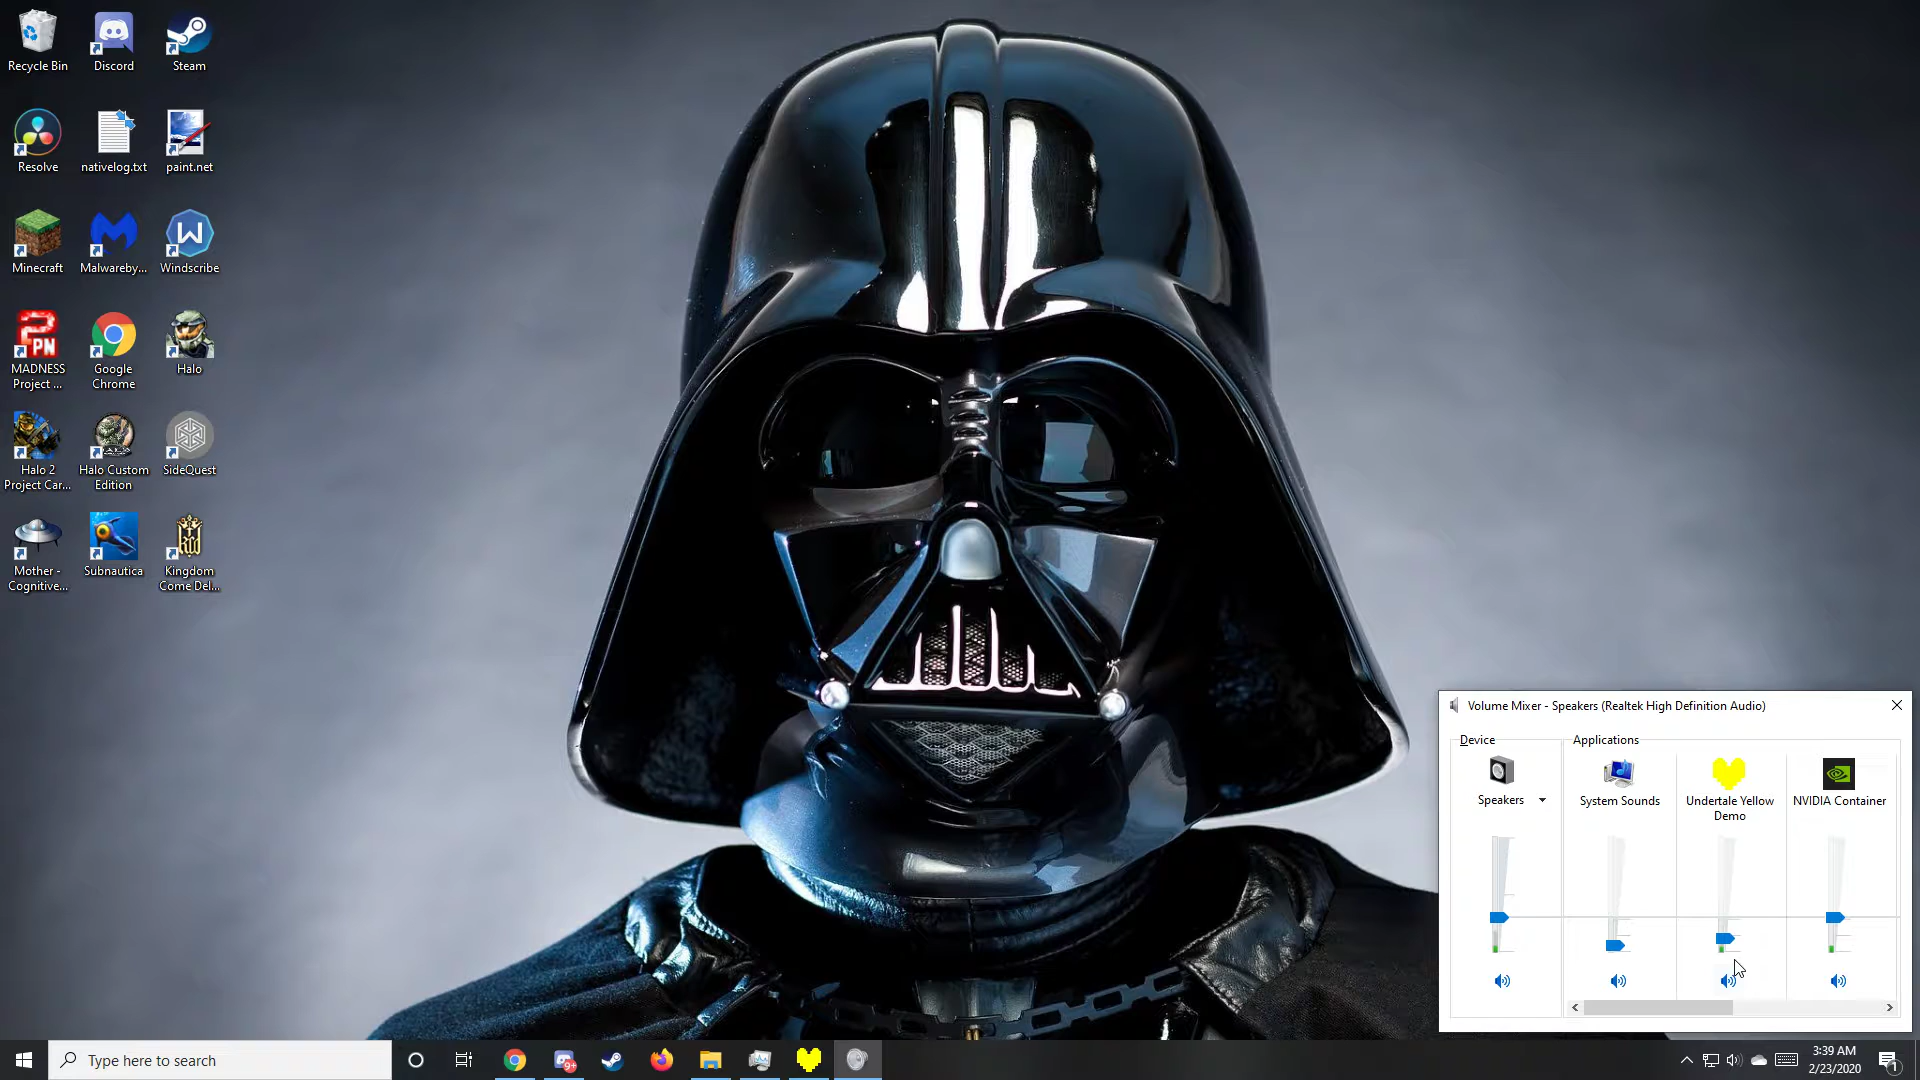 Recycle Bin
Discord
Steam
Resolve
nativelog.txt
paint.net
Minecraft
Malwareby...
Windscribe
PN
MADNESS
Project ...
Google
Chrome
Halo
Halo 2
Project Car...
Halo Custom
Edition
SideQuest
Mother -
Cognitive...
Subnautica
Kingdom
Come Del...
Volume Mixer - Speakers (Realtek High Definition Audio)
Device
Applications
Speakers
System Sounds
Undertale Yellow
Demo
NVIDIA Container
Type here to search
9+
3:39 AM
2/23/2020
1